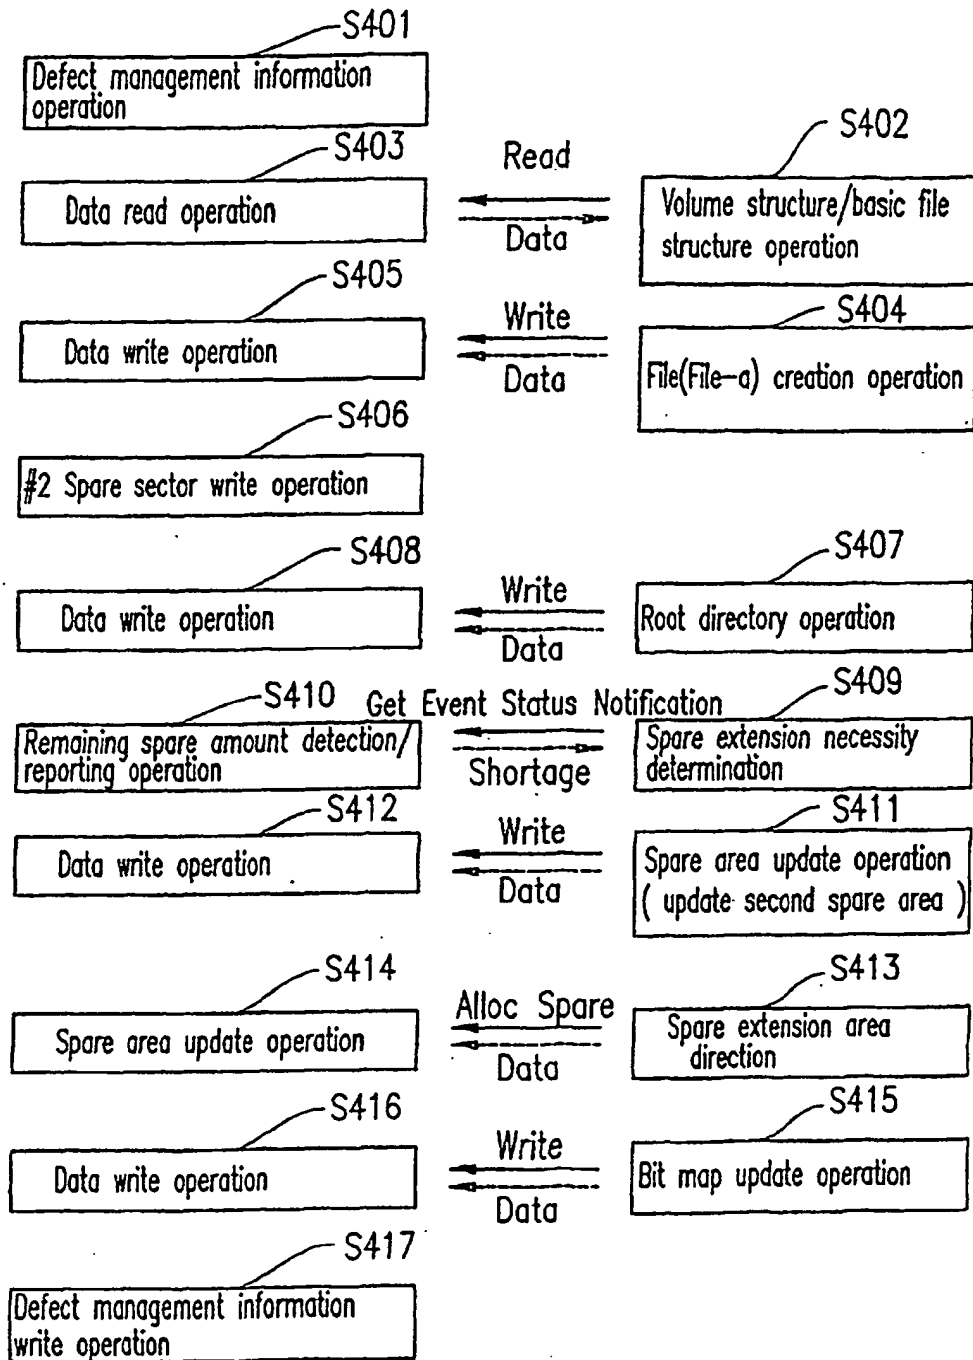 S401
Defect management information
operation
S402
S403
Read
Data read operation
Data
Volume structure/basic file
structure operation
S405
S404
Write
Data write operation
Data
File(File-a) creation operation
S406
#2 Spare sector write operation
S408
S407
Write
Data write operation
Data
Root directory operation
S410
S409
Get Event Status Notification
Remaining spare amount detection/
reporting operation
Shortage
Spare extension necessity
determination
S412
S411
Write
Data write operation
Data
Spare area update operation
( update second spare area )
S414
S413
Alloc Spare
Spare area update operation
Data
Spare extension area
direction
S416
S415
Write
Data write operation
Data
Bit map update operation
S417
Defect management information
write operation